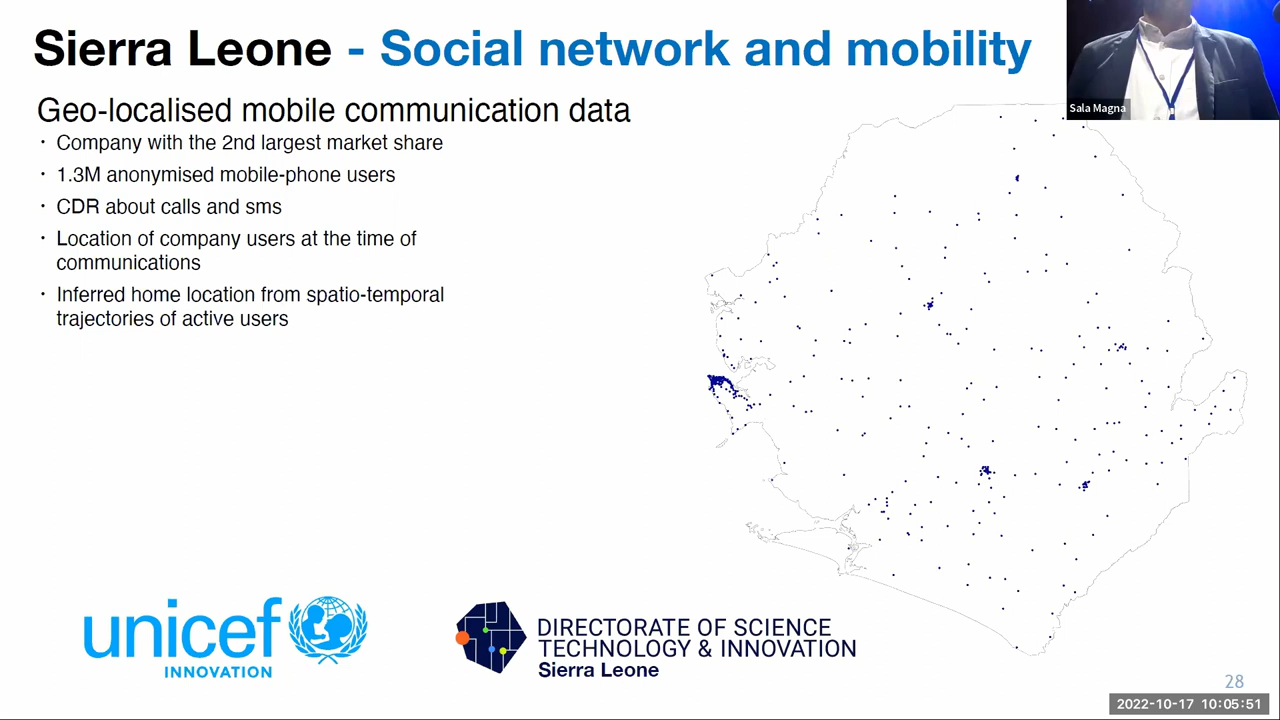 Sierra Leone - Social network and mobility
Sala Magna
Geo-localised mobile communication data
· Company with the 2nd largest market share
· 1.3M anonymised mobile-phone users
· CDR about calls and sms
· Location of company users at the time of
communications
· Inferred home location from spatio-temporal
trajectories of active users
unicef
INNOVATION
DIRECTORATE OF SCIENCE
TECHNOLOGY & INNOVATION
Sierra Leone
28
2022-10-17 10:05:51